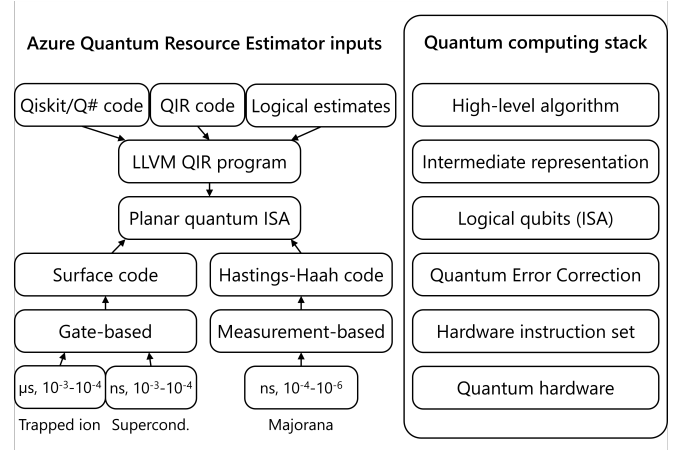 Azure Quantum Resource Estimator inputs
Quantum computing stack
Qiskit/Q# code
QIR code
Logical estimates
High-level algorithm
LLVM QIR program
Intermediate representation
Planar quantum ISA
Logical qubits (ISA)
Surface code
Hastings-Haah code
Quantum Error Correction
Gate-based
Measurement-based
Hardware instruction set
μs, 10⁻³-10⁻⁴
ns, 10⁻³-10⁻⁴
ns, 10⁻⁴-10⁻⁶
Quantum hardware
Trapped ion
Supercond.
Majorana